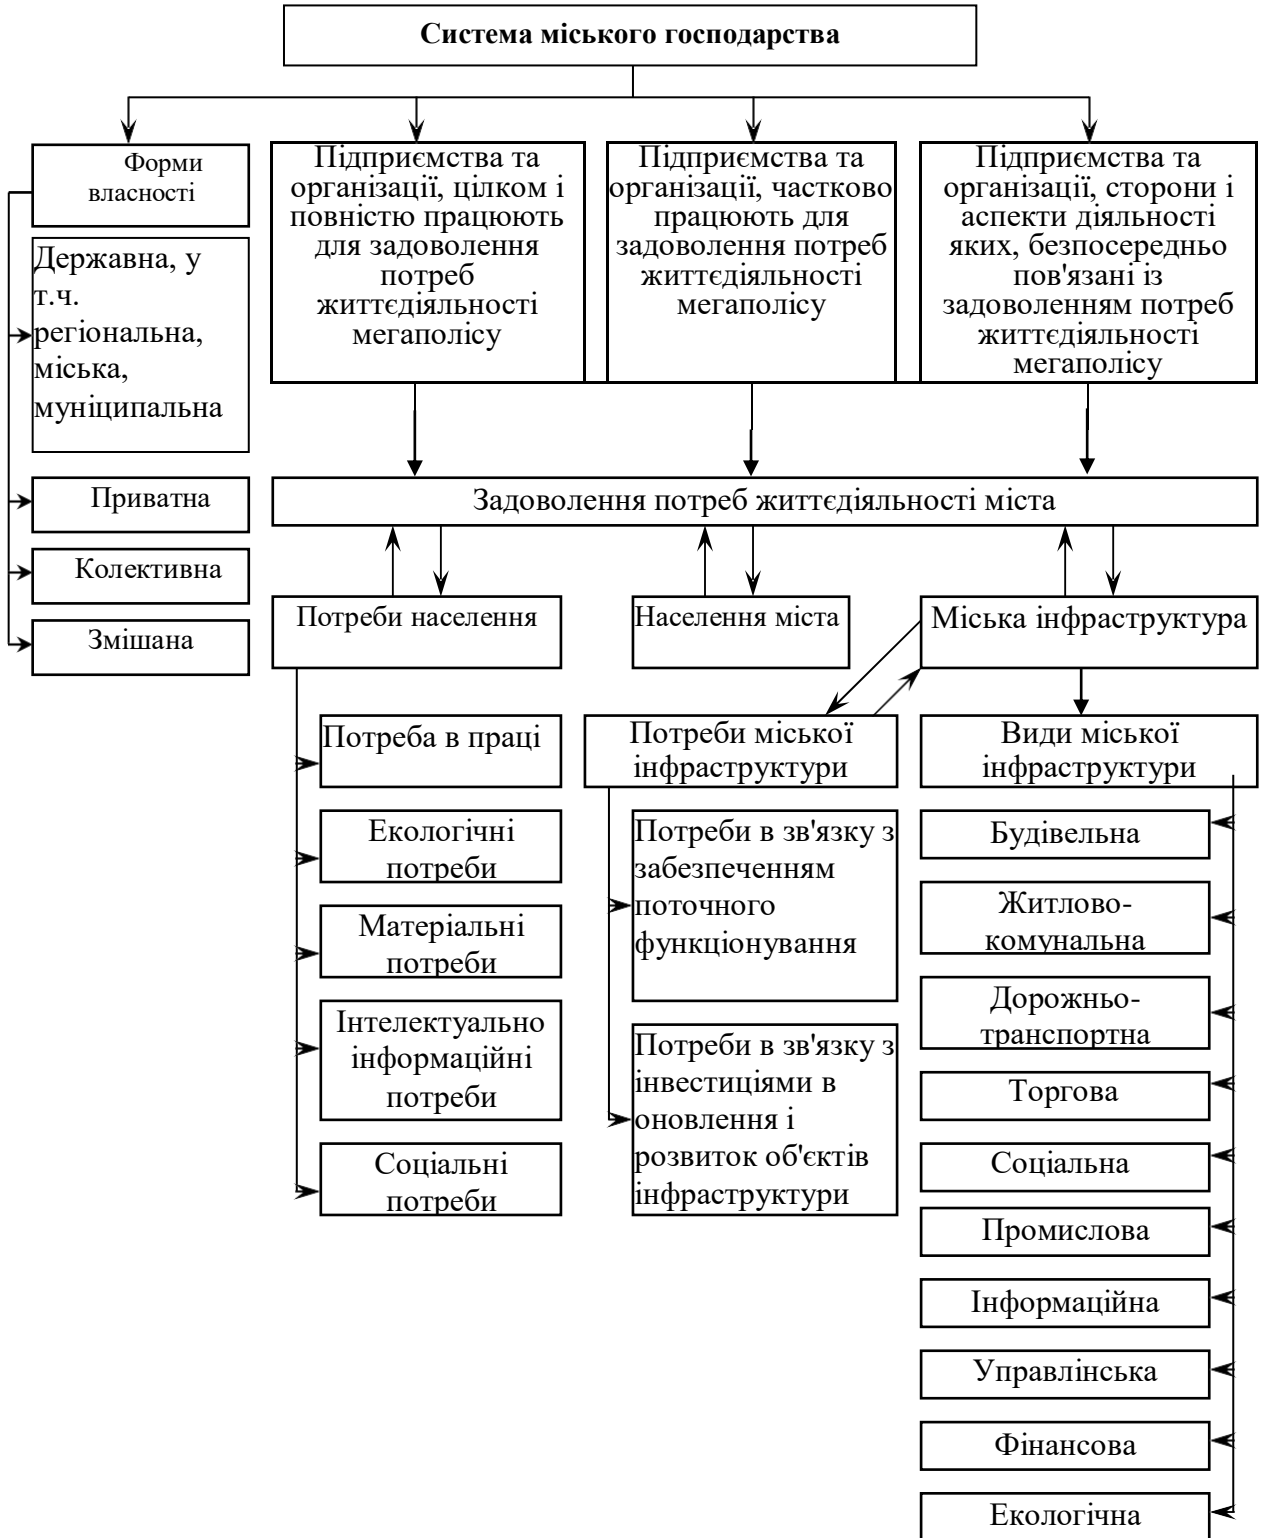 Система міського господарства
Форми
власності
Державна, у
т.ч.
регіональна,
міська,
муніципальна
Приватна
Колективна
Змішана
Підприємства та
організації, цілком і
повністю працюють
для задоволення
потреб
життєдіяльності
мегаполісу
Підприємства та
організації, частково
працюють для
задоволення потреб
життєдіяльності
мегаполісу
Підприємства та
організації, сторони і
аспекти діяльності
яких, безпосередньо
пов'язані із
задоволенням потреб
життєдіяльності
мегаполісу
Задоволення потреб життєдіяльності міста
Потреби населення
Населення міста
Міська інфраструктура
Потреба в праці
Екологічні
потреби
Матеріальні
потреби
Інтелектуально
інформаційні
потреби
Соціальні
потреби
Потреби міської
інфраструктури
Потреби в зв'язку з
забезпеченням
поточного
функціонування
Потреби в зв'язку з
інвестиціями в
оновлення і
розвиток об'єктів
інфраструктури
Види міської
інфраструктури
Будівельна
Житлово-
комунальна
Дорожньо-
транспортна
Торгова
Соціальна
Промислова
Інформаційна
Управлінська
Фінансова
Екологічна